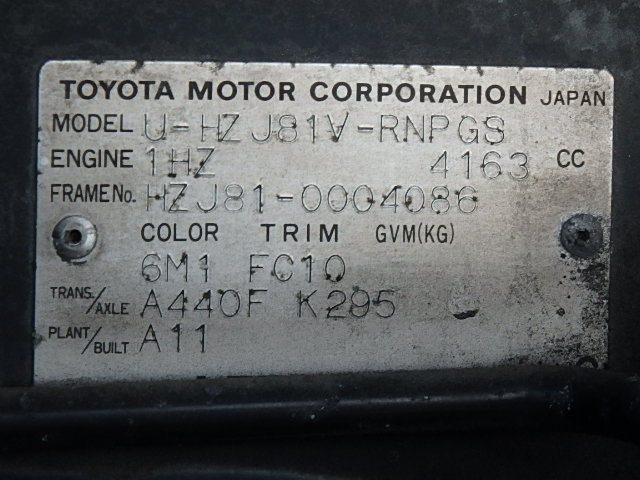 TOYOTA MOTOR CORPORATION JAPAN
MODEL U-HZJ81V-RNPGS
ENGINE 1HZ 4163 CC
FRAME No. HZJ81-0004086
COLOR TRIM GVM(KG)
6M1 FC10
TRANS./AXLE A440F K295
PLANT/BUILT A11